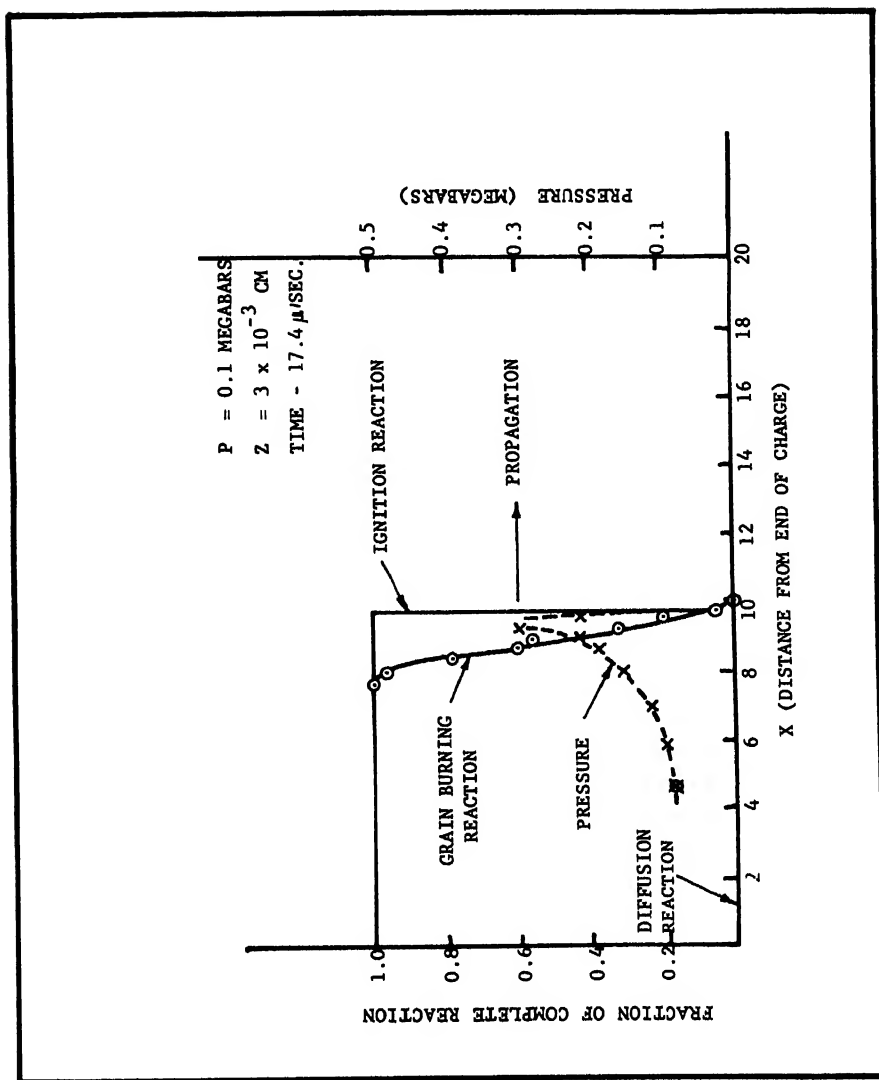 P = 0.1 MEGABARS
Z = 3 x 10⁻³ CM
TIME - 17.4 μ/SEC.
IGNITION REACTION
PROPAGATION
GRAIN BURNING
REACTION
PRESSURE
DIFFUSION
REACTION
FRACTION OF COMPLETE REACTION
1.0
0.8
0.6
0.4
0.2
PRESSURE (MEGABARS)
0.5
0.4
0.3
0.2
0.1
2
4
6
8
10
12
14
16
18
20
X (DISTANCE FROM END OF CHARGE)